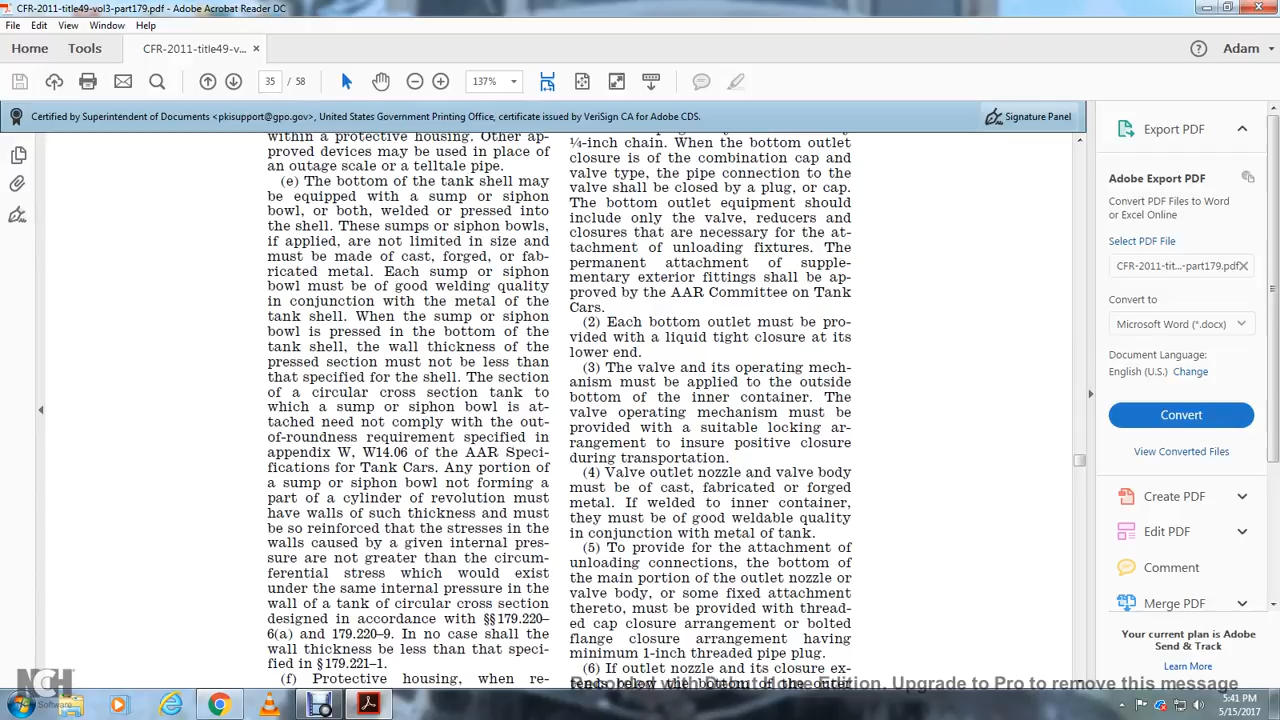 CFR-2011-title49-vol3-part179.pdf - Adobe Acrobat Reader DC
File Edit View Window Help
Home Tools CFR-2011-title49-v... × Adam
35 / 58 137%
Certified by Superintendent of Documents <pkisupport@gpo.gov>, United States Government Printing Office, certificate issued by VeriSign CA for Adobe CDS.
Signature Panel
within a protective housing. Other ap-
proved devices may be used in place of
an outage scale or a telltale pipe.
(e) The bottom of the tank shell may
be equipped with a sump or siphon
bowl, or both, welded or pressed into
the shell. These sumps or siphon bowls,
if applied, are not limited in size and
must be made of cast, forged, or fab-
ricated metal. Each sump or siphon
bowl must be of good welding quality
in conjunction with the metal of the
tank shell. When the sump or siphon
bowl is pressed in the bottom of the
tank shell, the wall thickness of the
pressed section must not be less than
that specified for the shell. The section
of a circular cross section tank to
which a sump or siphon bowl is at-
tached need not comply with the out-
of-roundness requirement specified in
appendix W, W14.06 of the AAR Speci-
fications for Tank Cars. Any portion of
a sump or siphon bowl not forming a
part of a cylinder of revolution must
have walls of such thickness and must
be so reinforced that the stresses in the
walls caused by a given internal pres-
sure are not greater than the circum-
ferential stress which would exist
under the same internal pressure in the
wall of a tank of circular cross section
designed in accordance with §§179.220–
6(a) and 179.220–9. In no case shall the
wall thickness be less than that speci-
fied in §179.221–1.
(f) Protective housing, when re-
¼-inch chain. When the bottom outlet
closure is of the combination cap and
valve type, the pipe connection to the
valve shall be closed by a plug, or cap.
The bottom outlet equipment should
include only the valve, reducers and
closures that are necessary for the at-
tachment of unloading fixtures. The
permanent attachment of supple-
mentary exterior fittings shall be ap-
proved by the AAR Committee on Tank
Cars.
(2) Each bottom outlet must be pro-
vided with a liquid tight closure at its
lower end.
(3) The valve and its operating mech-
anism must be applied to the outside
bottom of the inner container. The
valve operating mechanism must be
provided with a suitable locking ar-
rangement to insure positive closure
during transportation.
(4) Valve outlet nozzle and valve body
must be of cast, fabricated or forged
metal. If welded to inner container,
they must be of good weldable quality
in conjunction with metal of tank.
(5) To provide for the attachment of
unloading connections, the bottom of
the main portion of the outlet nozzle or
valve body, or some fixed attachment
thereto, must be provided with thread-
ed cap closure arrangement or bolted
flange closure arrangement having
minimum 1-inch threaded pipe plug.
(6) If outlet nozzle and its closure ex-
tends below the bottom of the outer
Export PDF
Adobe Export PDF
Convert PDF Files to Word
or Excel Online
Select PDF File
CFR-2011-tit...-part179.pdf
Convert to
Microsoft Word (*.docx)
Document Language:
English (U.S.) Change
Convert
View Converted Files
Create PDF
Edit PDF
Comment
Merge PDF
Your current plan is Adobe
Send & Track
Learn More
NCH Software
Recorded with Debut Home Edition. Upgrade to Pro to remove this message
5:41 PM
5/15/2017